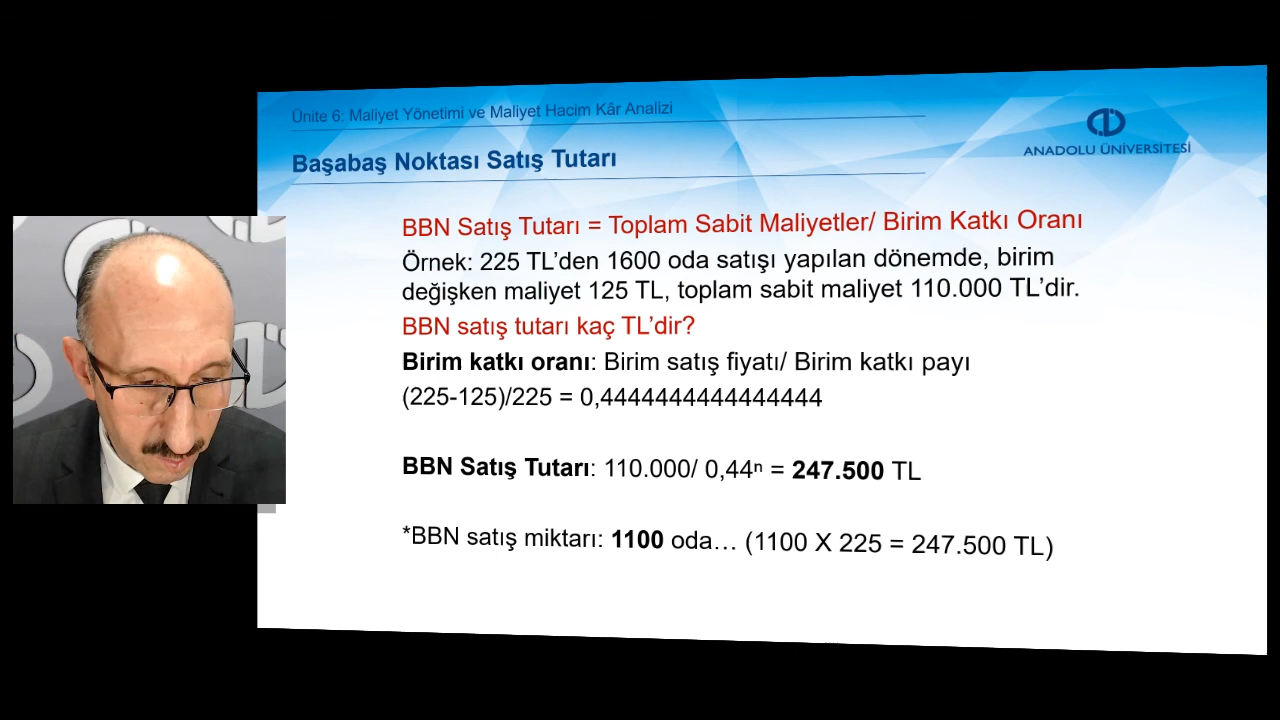 Ünite 6: Maliyet Yönetimi ve Maliyet Hacim Kâr Analizi
ANADOLU ÜNİVERSİTESİ
Başabaş Noktası Satış Tutarı
BBN Satış Tutarı = Toplam Sabit Maliyetler/ Birim Katkı Oranı
Örnek: 225 TL’den 1600 oda satışı yapılan dönemde, birim
değişken maliyet 125 TL, toplam sabit maliyet 110.000 TL’dir.
BBN satış tutarı kaç TL’dir?
Birim katkı oranı: Birim satış fiyatı/ Birim katkı payı
(225-125)/225 = 0,4444444444444444
BBN Satış Tutarı: 110.000/ 0,44ⁿ = 247.500 TL
*BBN satış miktarı: 1100 oda… (1100 X 225 = 247.500 TL)